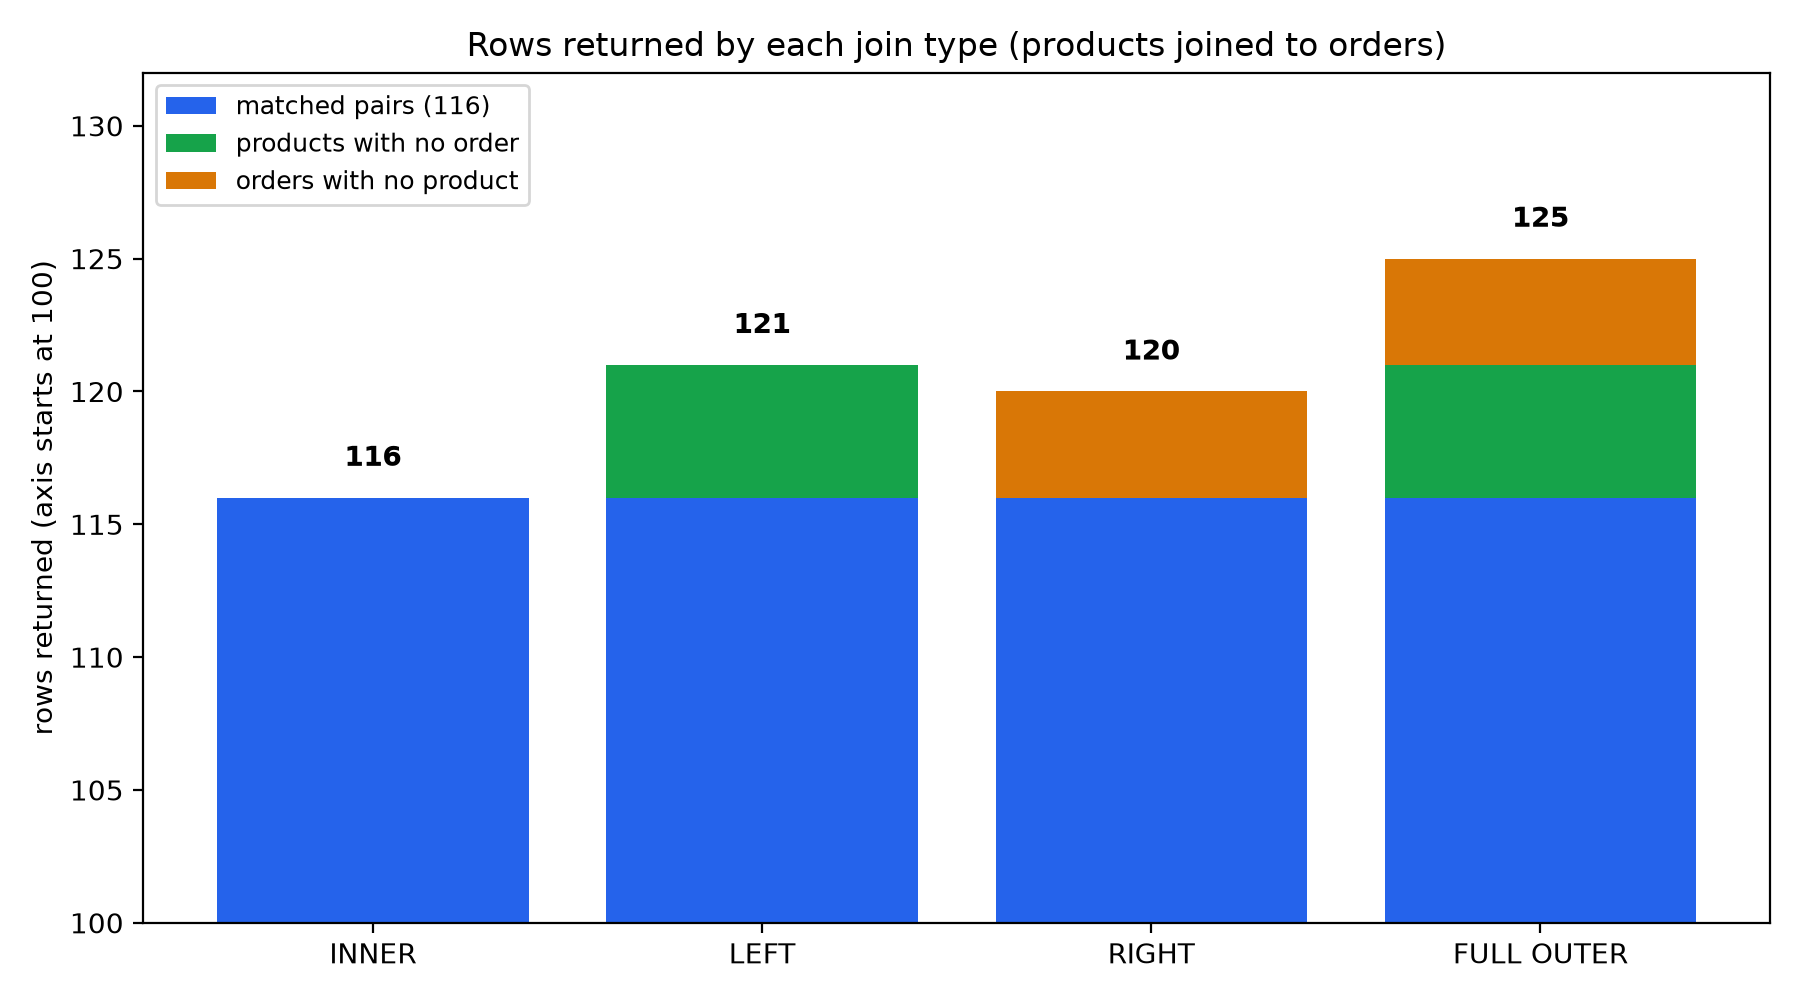 Rows returned by each join type (products joined to orders)
matched pairs (116)
products with no order
orders with no product
rows returned (axis starts at 100)
130
125
120
115
110
105
100
116
121
120
125
INNER
LEFT
RIGHT
FULL OUTER